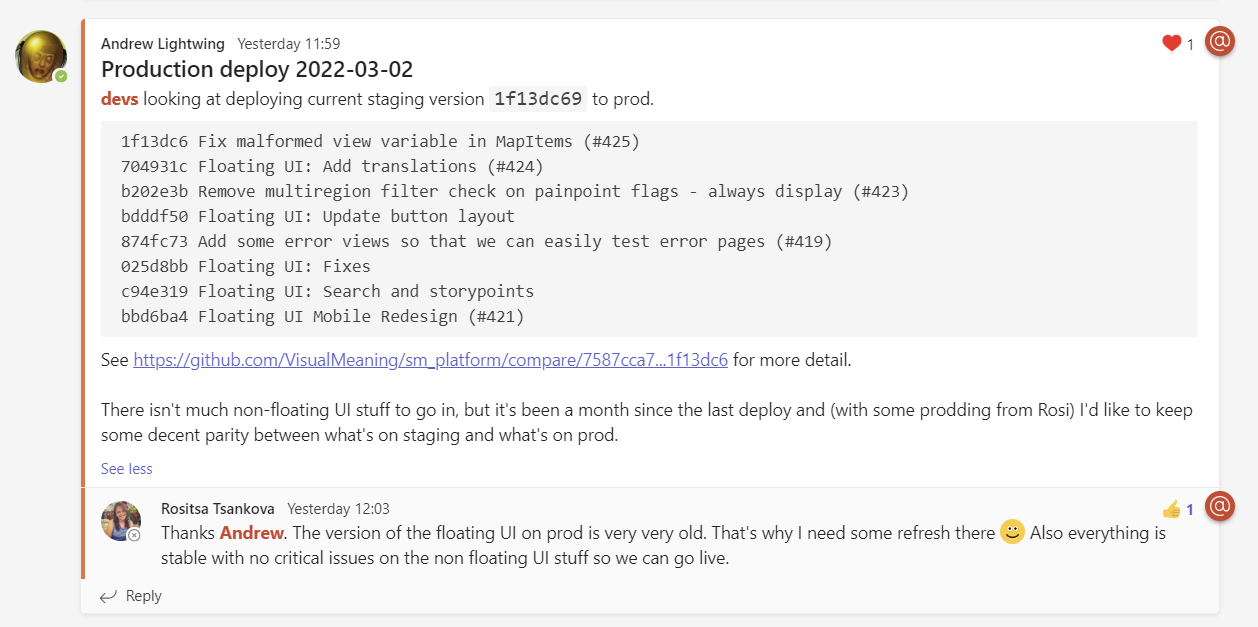 Andrew Lightwing Yesterday 11:59
1
Production deploy 2022-03-02
devs looking at deploying current staging version 1f13dc69 to prod.
1f13dc6 Fix malformed view variable in MapItems (#425)
704931c Floating UI: Add translations (#424)
b202e3b Remove multiregion filter check on painpoint flags - always display (#423)
bdddf50 Floating UI: Update button layout
874fc73 Add some error views so that we can easily test error pages (#419)
025d8bb Floating UI: Fixes
c94e319 Floating UI: Search and storypoints
bbd6ba4 Floating UI Mobile Redesign (#421)
See https://github.com/VisualMeaning/sm_platform/compare/7587cca7...1f13dc6 for more detail.
There isn't much non-floating UI stuff to go in, but it's been a month since the last deploy and (with some prodding from Rosi) I'd like to keep
some decent parity between what's on staging and what's on prod.
See less
Rositsa Tsankova Yesterday 12:03
1
Thanks Andrew. The version of the floating UI on prod is very very old. That's why I need some refresh there 🙂 Also everything is
stable with no critical issues on the non floating UI stuff so we can go live.
Reply